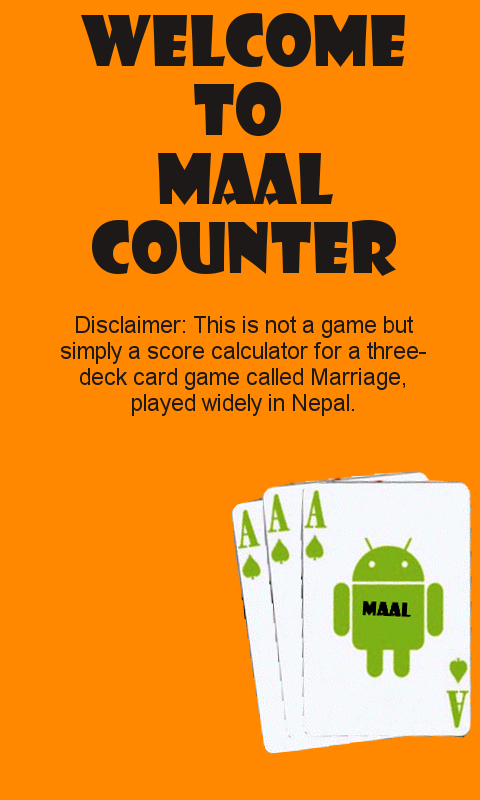 WELCOME
TO
MAAL
COUNTER
Disclaimer: This is not a game but
simply a score calculator for a three-
deck card game called Marriage,
played widely in Nepal.
A
A
A
MAAL
A